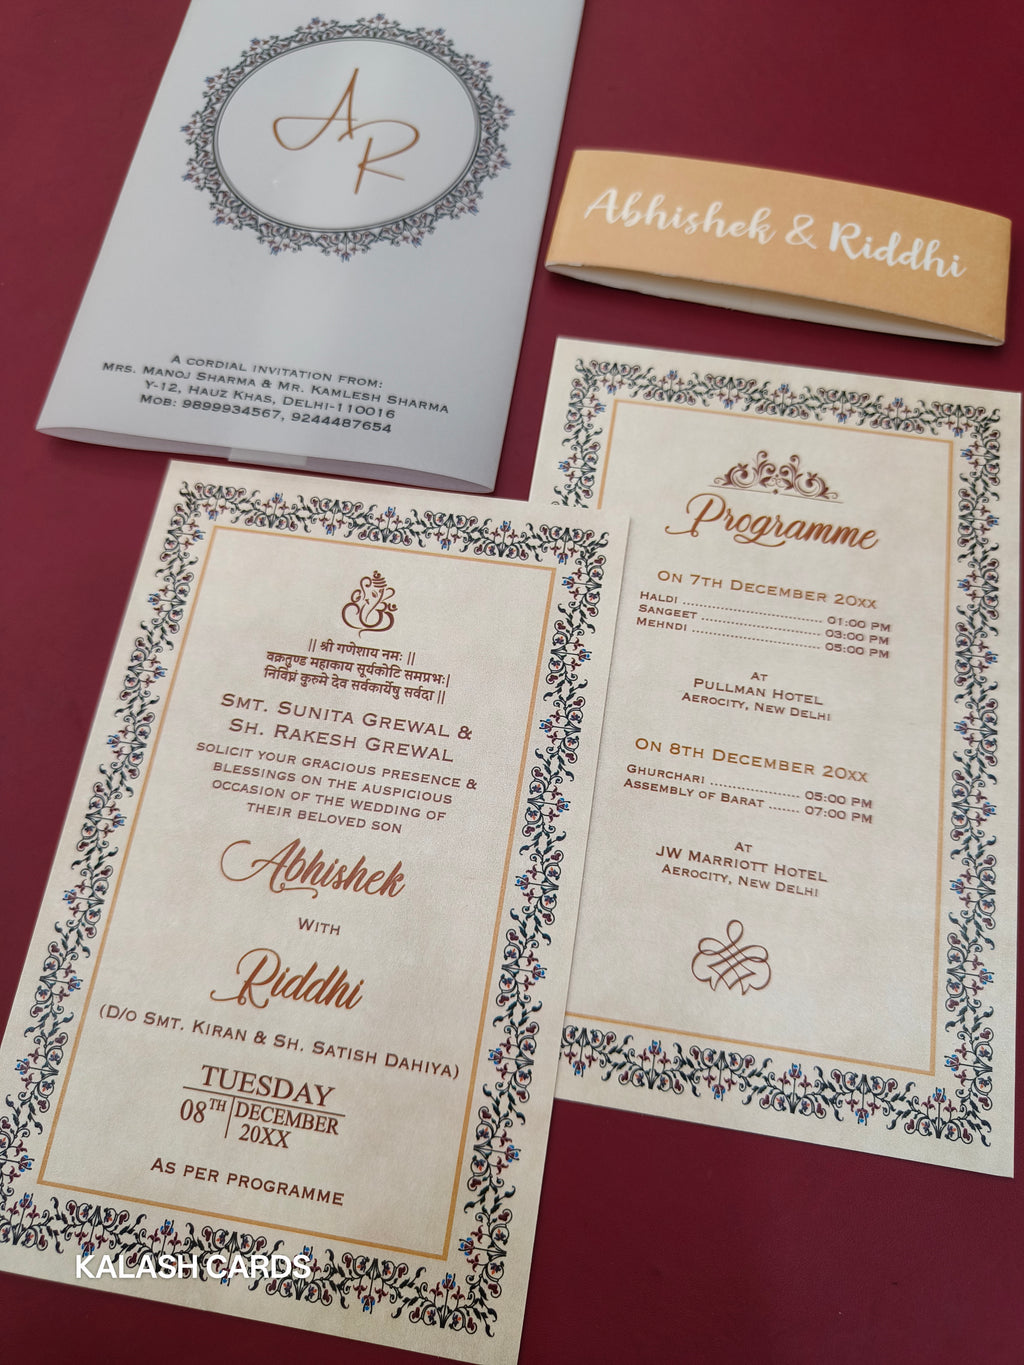 A R
A CORDIAL INVITATION FROM:
MRS. MANOJ SHARMA & MR. KAMLESH SHARMA
Y-12, HAUZ KHAS, DELHI-110016
MOB: 9899934567, 9244487654
Abhishek & Riddhi
|| श्री गणेशाय नमः ||
वक्रतुण्ड महाकाय सूर्यकोटि समप्रभः|
निर्विघ्नं कुरुमे देव सर्वकार्येषु सर्वदा ||
SMT. SUNITA GREWAL &
SH. RAKESH GREWAL
SOLICIT YOUR GRACIOUS PRESENCE &
BLESSINGS ON THE AUSPICIOUS
OCCASION OF THE WEDDING OF
THEIR BELOVED SON
Abhishek
WITH
Riddhi
(D/O SMT. KIRAN & SH. SATISH DAHIYA)
TUESDAY
08TH DECEMBER
20XX
AS PER PROGRAMME
Programme
ON 7TH DECEMBER 20XX
HALDI ........................................ 01:00 PM
SANGEET .................................. 03:00 PM
MEHNDI .................................... 05:00 PM
AT
PULLMAN HOTEL
AEROCITY, NEW DELHI
ON 8TH DECEMBER 20XX
GHURCHARI .......................... 05:00 PM
ASSEMBLY OF BARAT ........ 07:00 PM
AT
JW MARRIOTT HOTEL
AEROCITY, NEW DELHI
KALASH CARDS